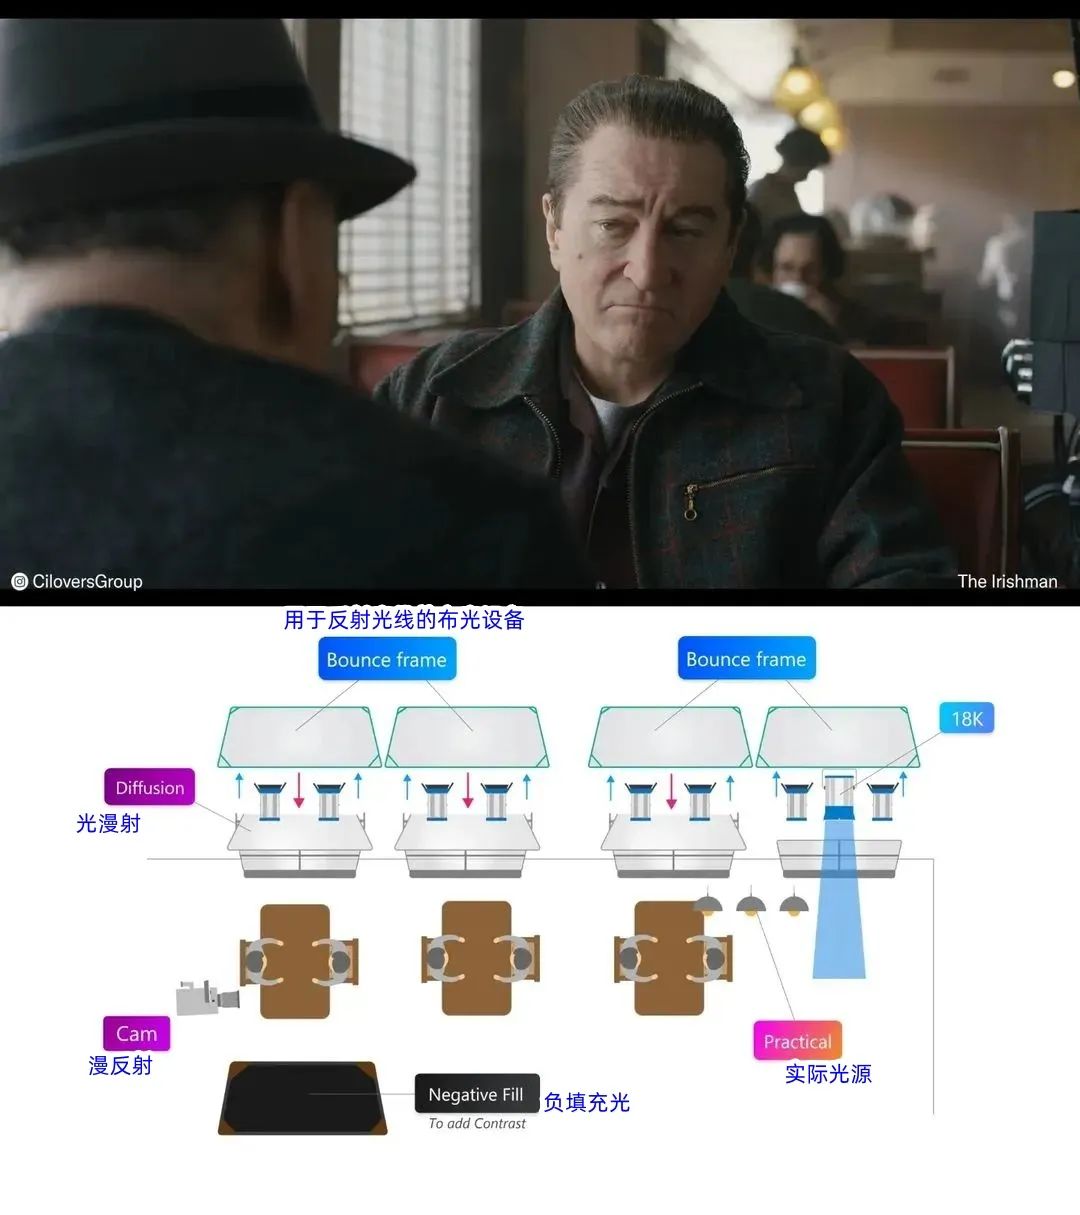 CiloversGroup
The Irishman
用于反射光线的布光设备
Bounce frame
Bounce frame
18K
Diffusion
光漫射
Cam
漫反射
Practical
实际光源
Negative Fill
负填充光
To add Contrast